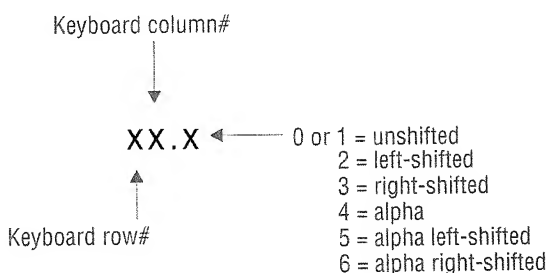 Keyboard column#
XX.X
0 or 1 = unshifted
2 = left-shifted
3 = right-shifted
4 = alpha
5 = alpha left-shifted
6 = alpha right-shifted
Keyboard row#